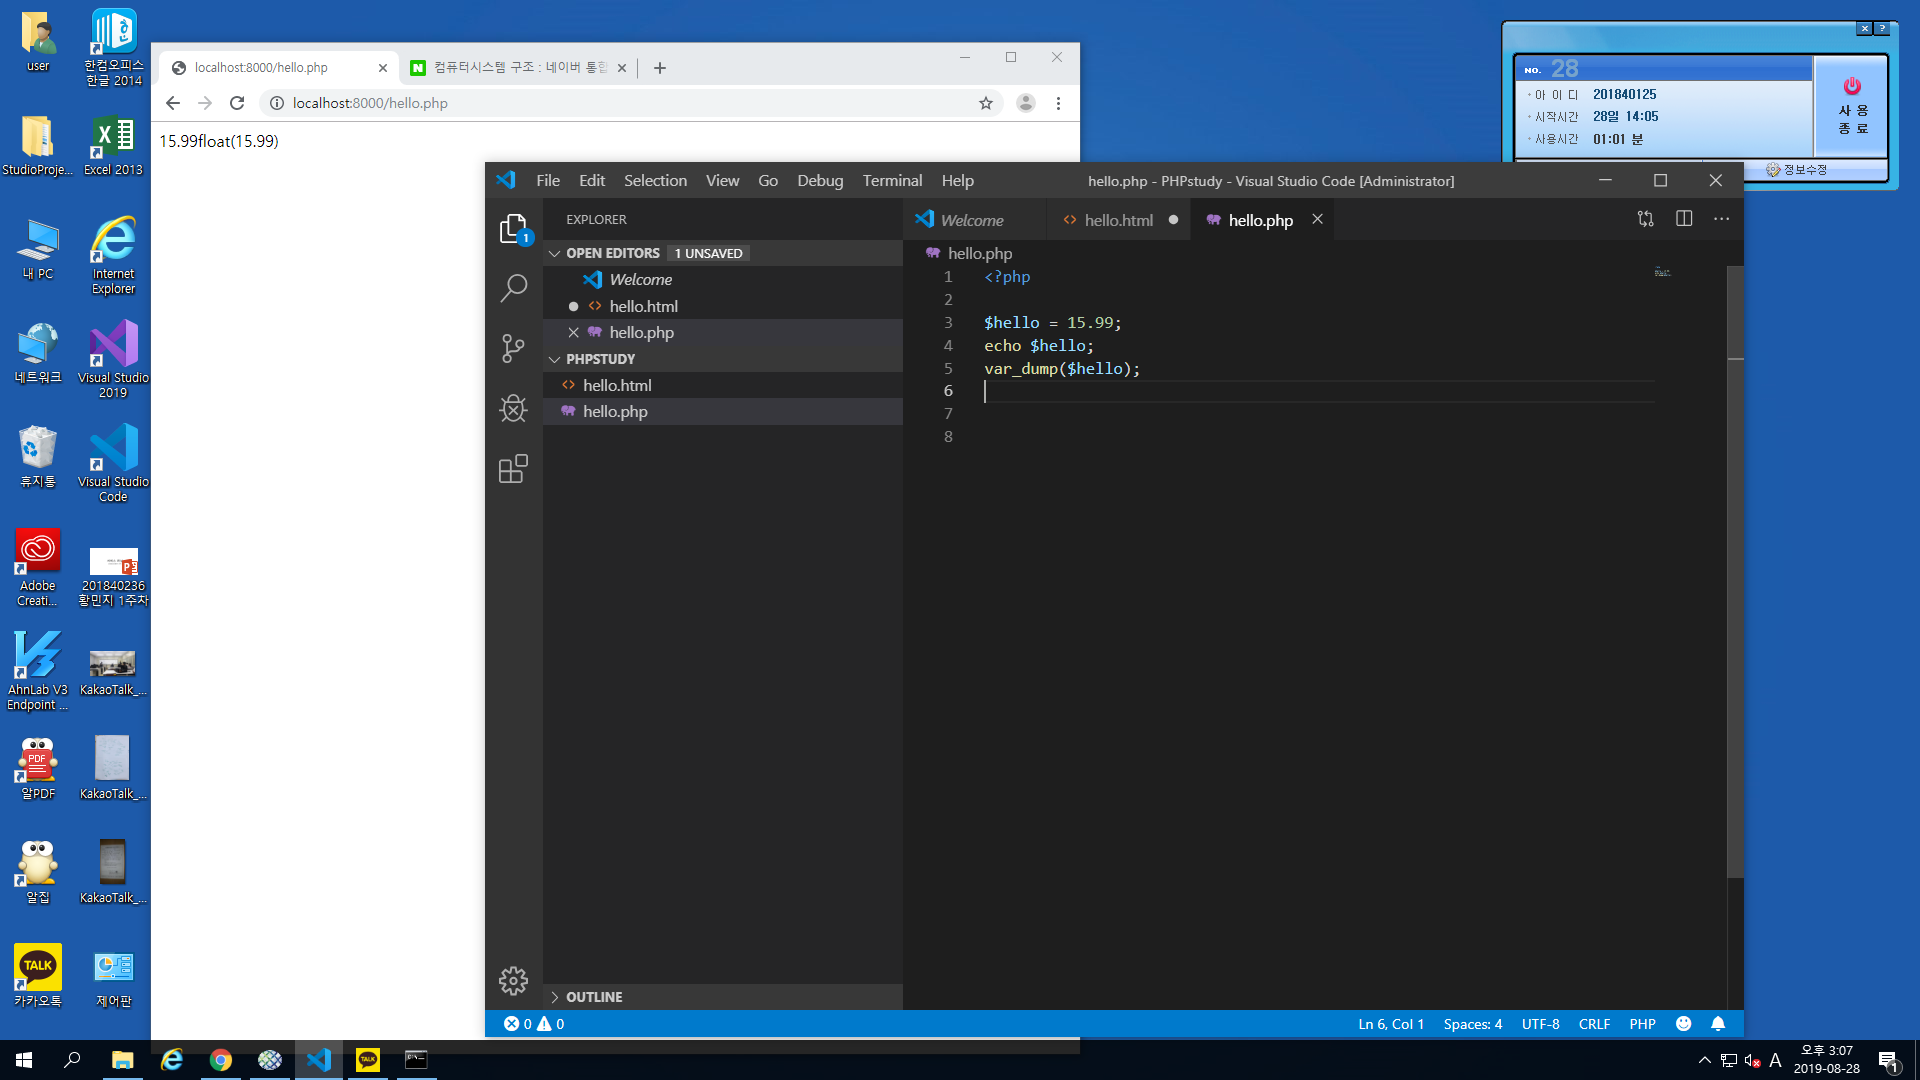 user
한컴오피스
한글 2014
StudioProje...
Excel 2013
내 PC
Internet
Explorer
네트워크
Visual Studio
2019
휴지통
Visual Studio
Code
Adobe
Creati...
201840236
황민지 1주차
AhnLab V3
Endpoint ...
KakaoTalk_...
알PDF
KakaoTalk_...
알집
KakaoTalk_...
카카오톡
제어판
localhost:8000/hello.php
컴퓨터시스템 구조 : 네이버 통합
localhost:8000/hello.php
15.99float(15.99)
NO. 28
아 이 디 201840125
시작시간 28일 14:05
사용시간 01:01 분
사 용
종 료
정보수정
File Edit Selection View Go Debug Terminal Help
hello.php - PHPstudy - Visual Studio Code [Administrator]
EXPLORER
OPEN EDITORS 1 UNSAVED
Welcome
hello.html
hello.php
PHPSTUDY
hello.html
hello.php
OUTLINE
Welcome
hello.html
hello.php
hello.php
1 <?php
2
3 $hello = 15.99;
4 echo $hello;
5 var_dump($hello);
6
7
8
1
0 0
Ln 6, Col 1 Spaces: 4 UTF-8 CRLF PHP
TALK
PDF
A
오후 3:07
2019-08-28
1